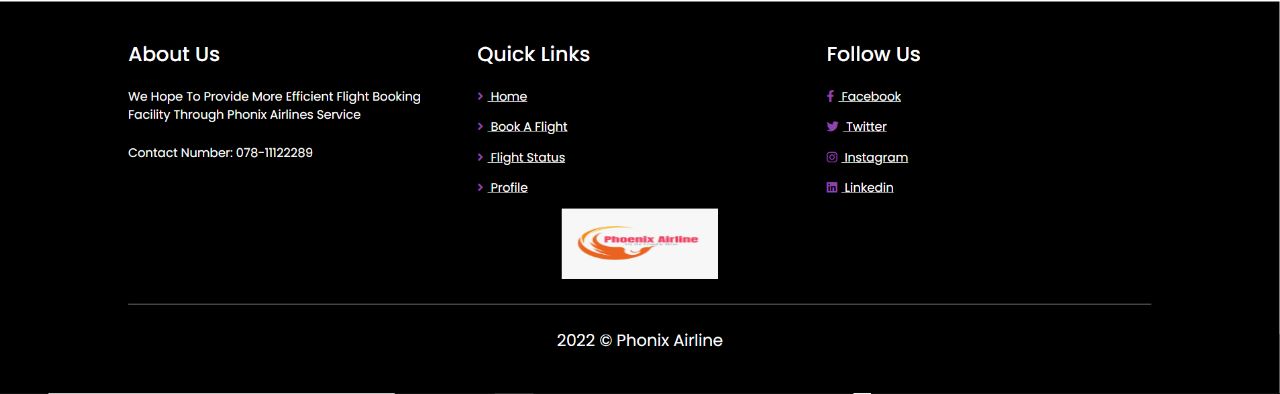 About Us
We Hope To Provide More Efficient Flight Booking
Facility Through Phonix Airlines Service
Contact Number: 078-11122289
Quick Links
Home
Book A Flight
Flight Status
Profile
Follow Us
Facebook
Twitter
Instagram
Linkedin
Phoenix Airline
2022 © Phonix Airline